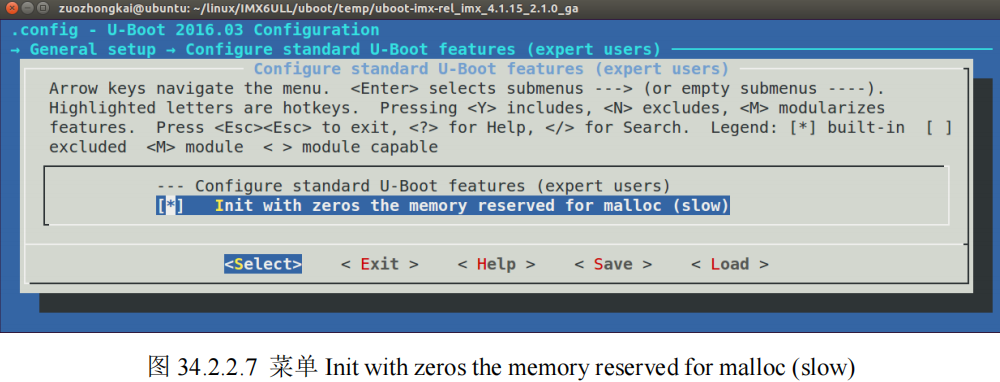 zuozhongkai@ubuntu: ~/linux/IMX6ULL/uboot/temp/uboot-imx-rel_imx_4.1.15_2.1.0_ga
.config - U-Boot 2016.03 Configuration
→ General setup → Configure standard U-Boot features (expert users)
Configure standard U-Boot features (expert users)
Arrow keys navigate the menu.  <Enter> selects submenus ---> (or empty submenus ----).
Highlighted letters are hotkeys.  Pressing <Y> includes, <N> excludes, <M> modularizes
features.  Press <Esc><Esc> to exit, <?> for Help, </> for Search.  Legend: [*] built-in  [ ]
excluded  <M> module  < > module capable
--- Configure standard U-Boot features (expert users)
[*]   Init with zeros the memory reserved for malloc (slow)
<Select>    < Exit >    < Help >    < Save >    < Load >
图 34.2.2.7 菜单 Init with zeros the memory reserved for malloc (slow)